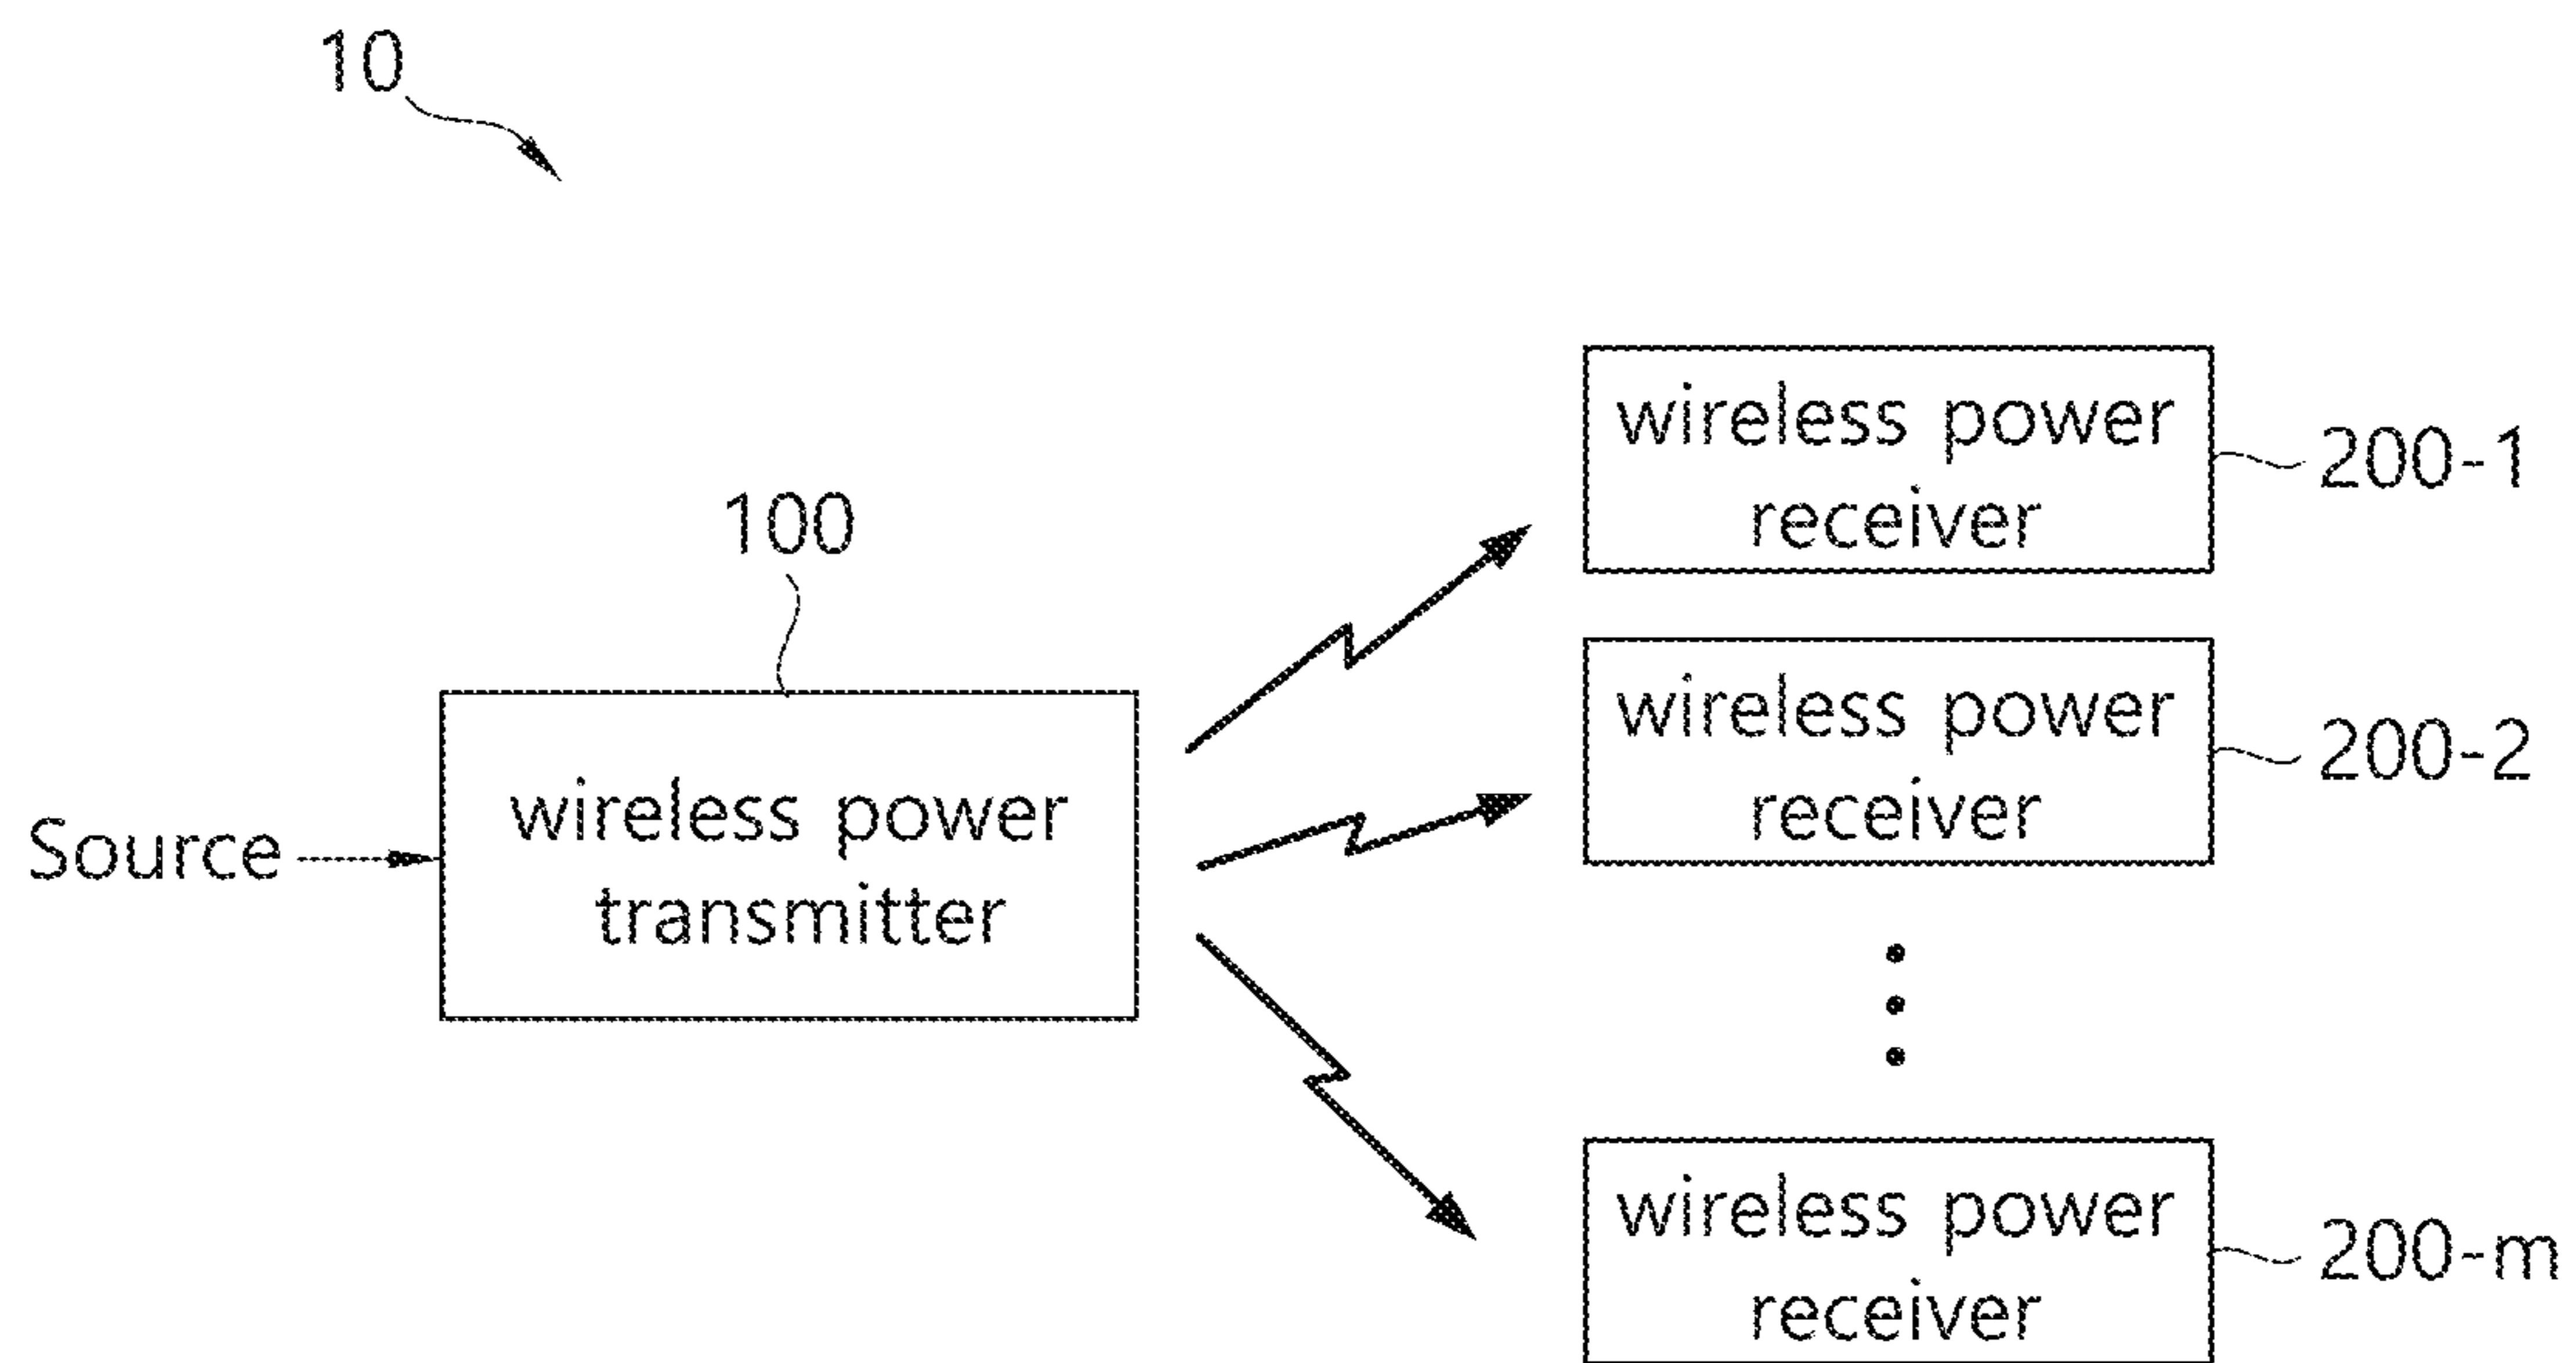 10
100
Source
wireless power
transmitter
wireless power
receiver
200-1
wireless power
receiver
200-2
wireless power
receiver
200-m